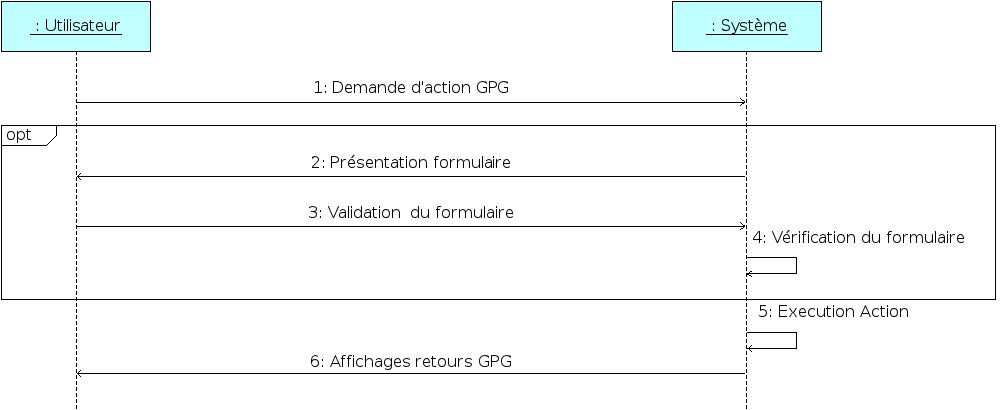 : Utilisateur
: Système
1: Demande d'action GPG
opt
2: Présentation formulaire
3: Validation  du formulaire
4: Vérification du formulaire
5: Execution Action
6: Affichages retours GPG